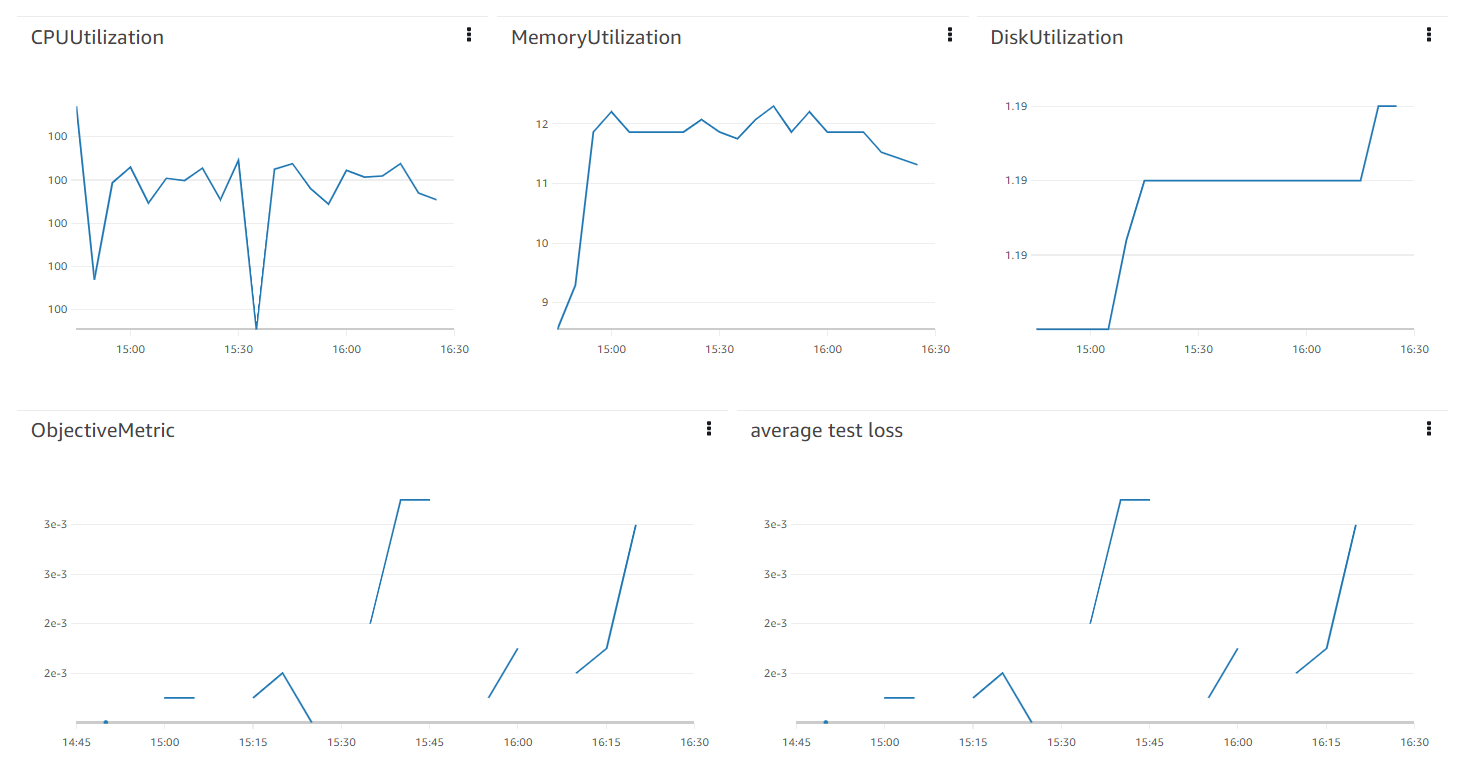 CPUUtilization
100
100
100
100
100
15:00 15:30 16:00 16:30
MemoryUtilization
12
11
10
9
15:00 15:30 16:00 16:30
DiskUtilization
1.19
1.19
1.19
15:00 15:30 16:00 16:30
ObjectiveMetric
3e-3
3e-3
2e-3
2e-3
14:45 15:00 15:15 15:30 15:45 16:00 16:15 16:30
average test loss
3e-3
3e-3
2e-3
2e-3
14:45 15:00 15:15 15:30 15:45 16:00 16:15 16:30